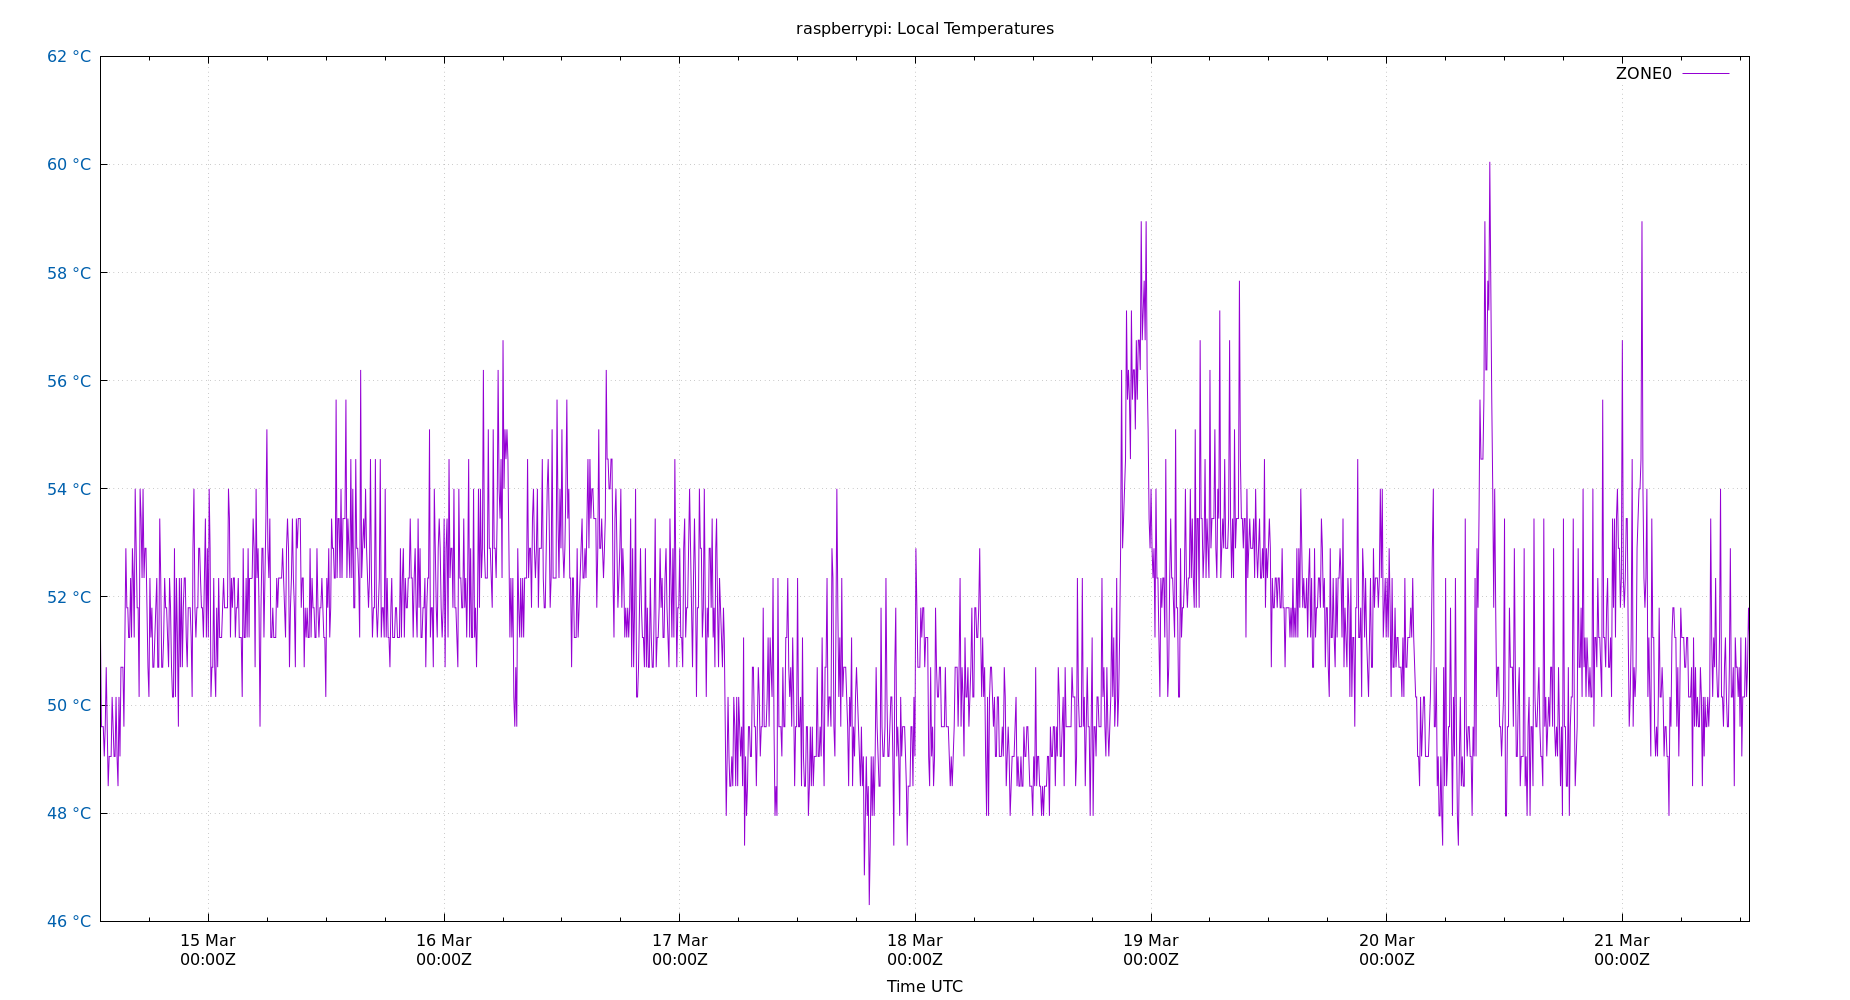 raspberrypi: Local Temperatures
62 °C
ZONE0
60 °C
58 °C
56 °C
54 °C
52 °C
50 °C
48 °C
46 °C
15 Mar 16 Mar 17 Mar 18 Mar 19 Mar 20 Mar 21 Mar
00:00Z 00:00Z 00:00Z 00:00Z 00:00Z 00:00Z 00:00Z
Time UTC